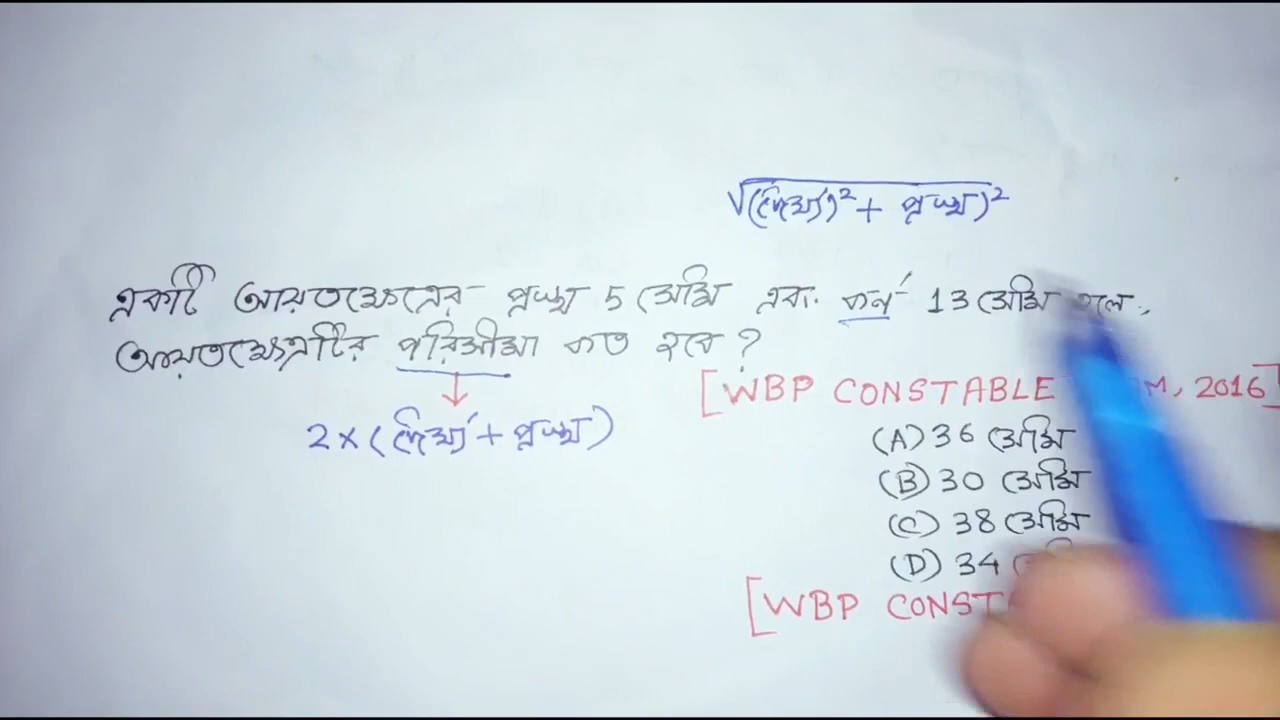 √(দৈর্ঘ্য)² + প্রস্থ)²
একটি আয়তক্ষেত্রের প্রস্থ 5 সেমি এবং কর্ণ 13 সেমি হলে,
আয়তক্ষেত্রটির পরিসীমা কত হবে ?
[WBP CONSTABLE M, 2016]
2 x (দৈর্ঘ্য + প্রস্থ)
(A) 36 সেমি
(B) 30 সেমি
(C) 38 সেমি
(D) 34
[WBP CONST